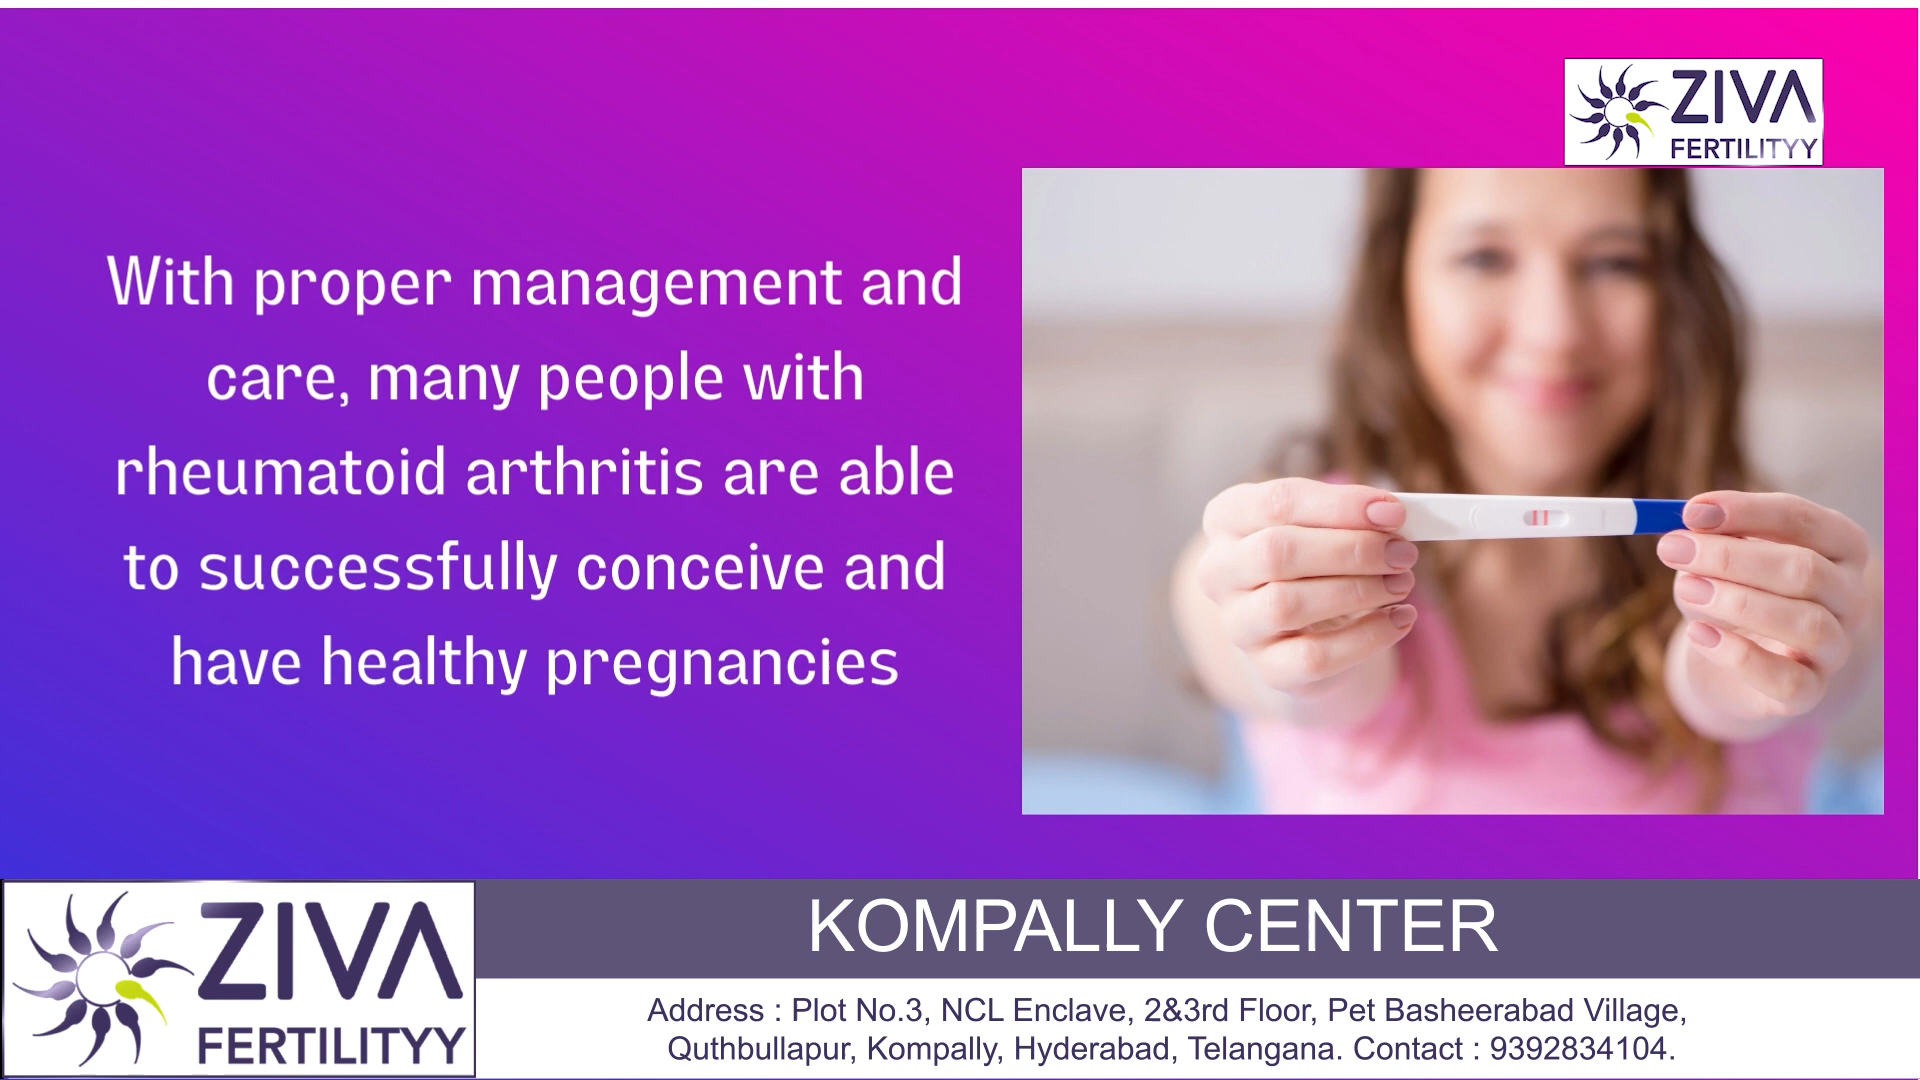 ZIVA
FERTILITYY
With proper management and
care, many people with
rheumatoid arthritis are able
to successfully conceive and
have healthy pregnancies
ZIVA
FERTILITYY
KOMPALLY CENTER
Address : Plot No.3, NCL Enclave, 2&3rd Floor, Pet Basheerabad Village,
Quthbullapur, Kompally, Hyderabad, Telangana. Contact : 9392834104.